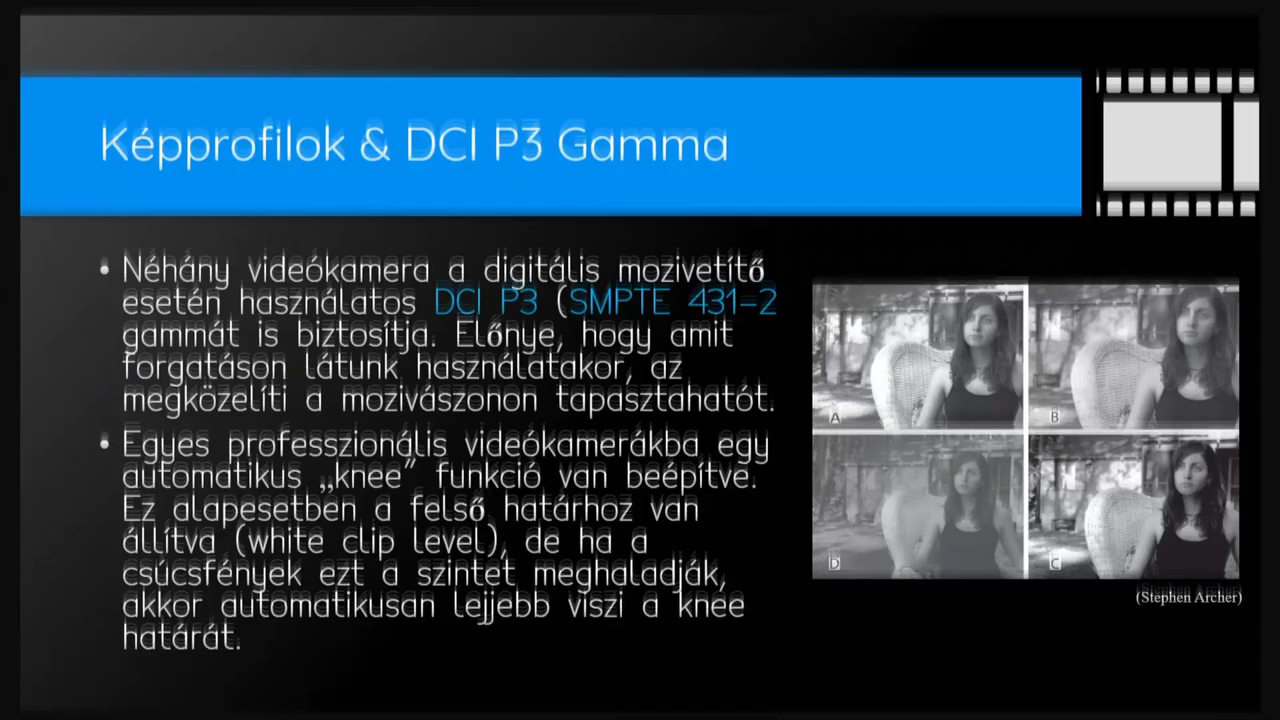 Képprofilok & DCI P3 Gamma
• Néhány videókamera a digitális mozivetítő
esetén használatos DCI P3 (SMPTE 431-2
gammát is biztosítja. Előnye, hogy amit
forgatáson látunk használatakor, az
megközelíti a mozivásznon tapasztahatót.
• Egyes professzionális videókamerákba egy
automatikus „knee” funkció van beépítve.
Ez alapesetben a felső határhoz van
állítva (white clip level), de ha a
csúcsfények ezt a szintet meghaladják,
akkor automatikusan lejjebb viszi a knee
határát.
A
B
D
C
(Stephen Archer)